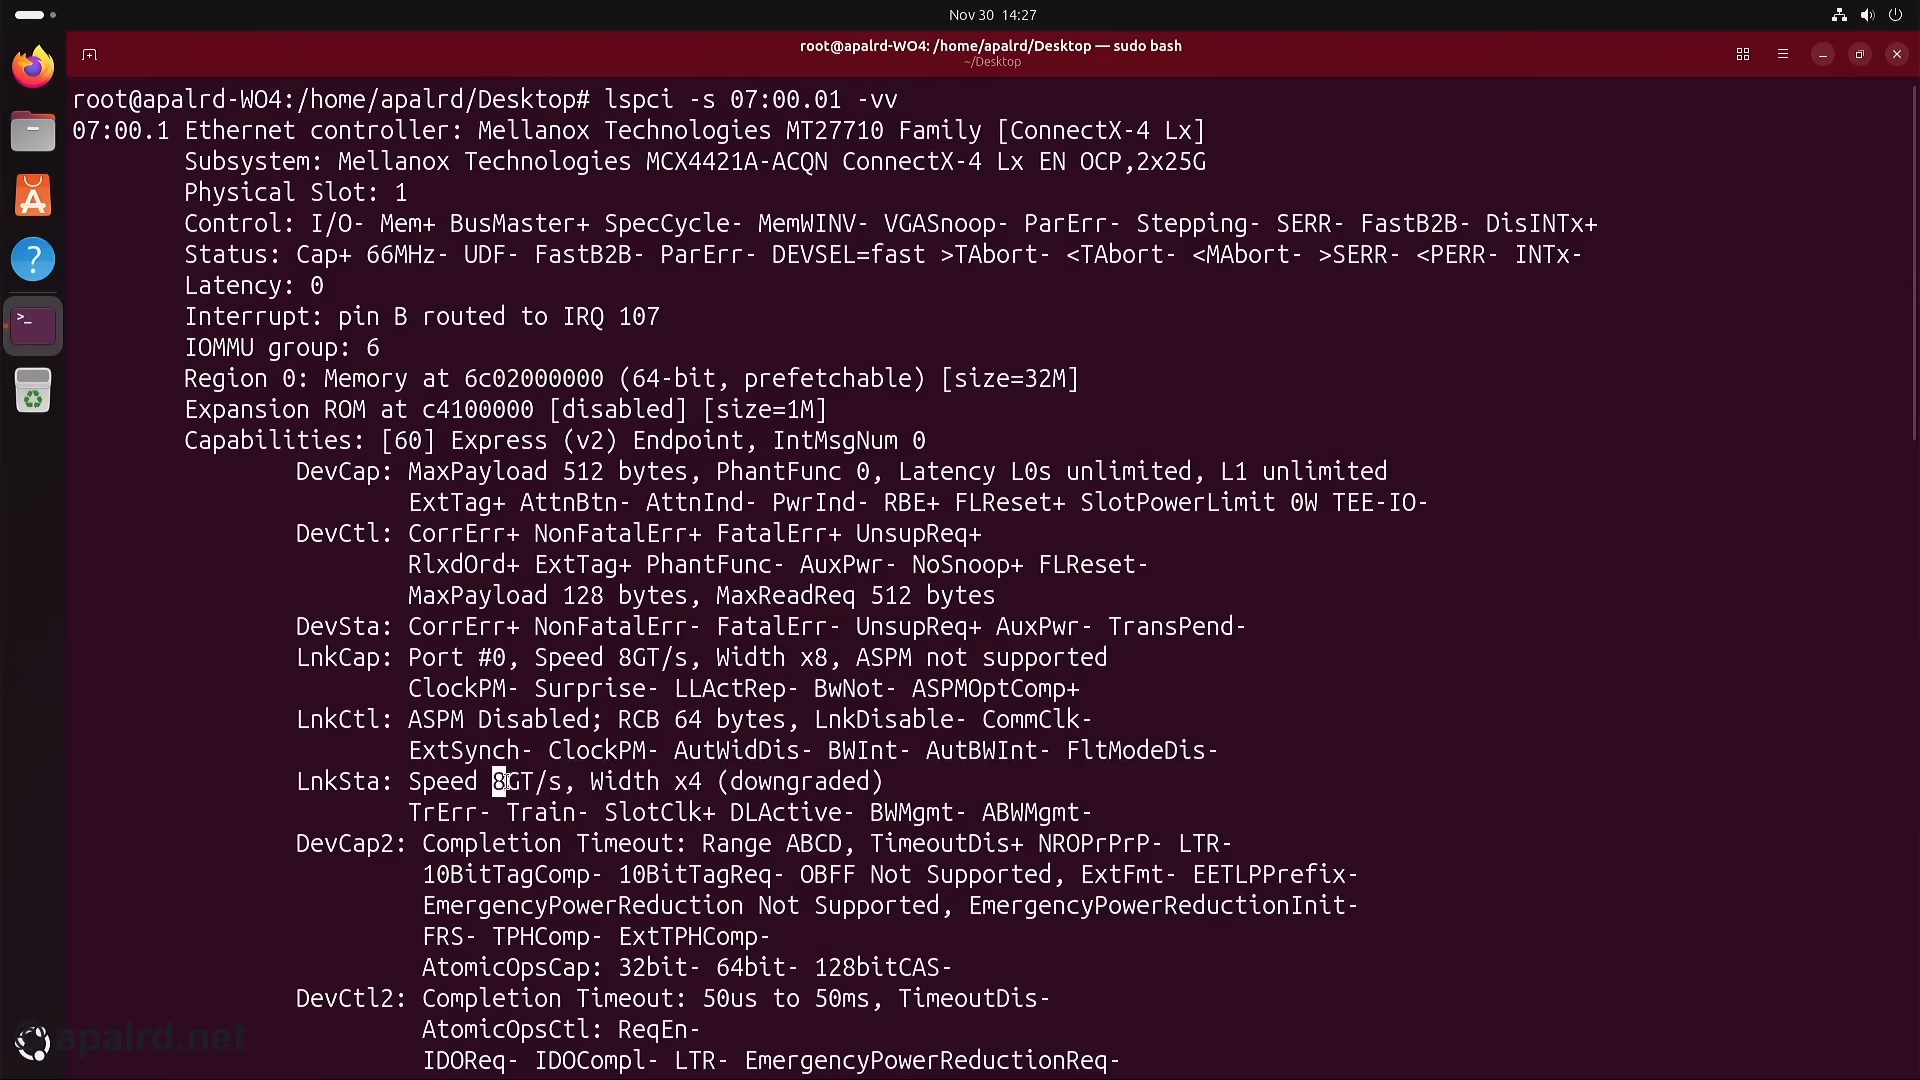 Nov 30 14:27
root@apalrd-WO4: /home/apalrd/Desktop — sudo bash
~/Desktop
root@apalrd-WO4:/home/apalrd/Desktop# lspci -s 07:00.01 -vv
07:00.1 Ethernet controller: Mellanox Technologies MT27710 Family [ConnectX-4 Lx]
Subsystem: Mellanox Technologies MCX4421A-ACQN ConnectX-4 Lx EN OCP,2x25G
Physical Slot: 1
Control: I/O- Mem+ BusMaster+ SpecCycle- MemWINV- VGASnoop- ParErr- Stepping- SERR- FastB2B- DisINTx+
Status: Cap+ 66MHz- UDF- FastB2B- ParErr- DEVSEL=fast >TAbort- <TAbort- <MAbort- >SERR- <PERR- INTx-
Latency: 0
Interrupt: pin B routed to IRQ 107
IOMMU group: 6
Region 0: Memory at 6c02000000 (64-bit, prefetchable) [size=32M]
Expansion ROM at c4100000 [disabled] [size=1M]
Capabilities: [60] Express (v2) Endpoint, IntMsgNum 0
DevCap: MaxPayload 512 bytes, PhantFunc 0, Latency L0s unlimited, L1 unlimited
ExtTag+ AttnBtn- AttnInd- PwrInd- RBE+ FLReset+ SlotPowerLimit 0W TEE-IO-
DevCtl: CorrErr+ NonFatalErr+ FatalErr+ UnsupReq+
RlxdOrd+ ExtTag+ PhantFunc- AuxPwr- NoSnoop+ FLReset-
MaxPayload 128 bytes, MaxReadReq 512 bytes
DevSta: CorrErr+ NonFatalErr- FatalErr- UnsupReq+ AuxPwr- TransPend-
LnkCap: Port #0, Speed 8GT/s, Width x8, ASPM not supported
ClockPM- Surprise- LLActRep- BwNot- ASPMOptComp+
LnkCtl: ASPM Disabled; RCB 64 bytes, LnkDisable- CommClk-
ExtSynch- ClockPM- AutWidDis- BWInt- AutBWInt- FltModeDis-
LnkSta: Speed 8GT/s, Width x4 (downgraded)
TrErr- Train- SlotClk+ DLActive- BWMgmt- ABWMgmt-
DevCap2: Completion Timeout: Range ABCD, TimeoutDis+ NROPrPrP- LTR-
10BitTagComp- 10BitTagReq- OBFF Not Supported, ExtFmt- EETLPPrefix-
EmergencyPowerReduction Not Supported, EmergencyPowerReductionInit-
FRS- TPHComp- ExtTPHComp-
AtomicOpsCap: 32bit- 64bit- 128bitCAS-
DevCtl2: Completion Timeout: 50us to 50ms, TimeoutDis-
AtomicOpsCtl: ReqEn-
IDOReq- IDOCompl- LTR- EmergencyPowerReductionReq-
apalrd.net